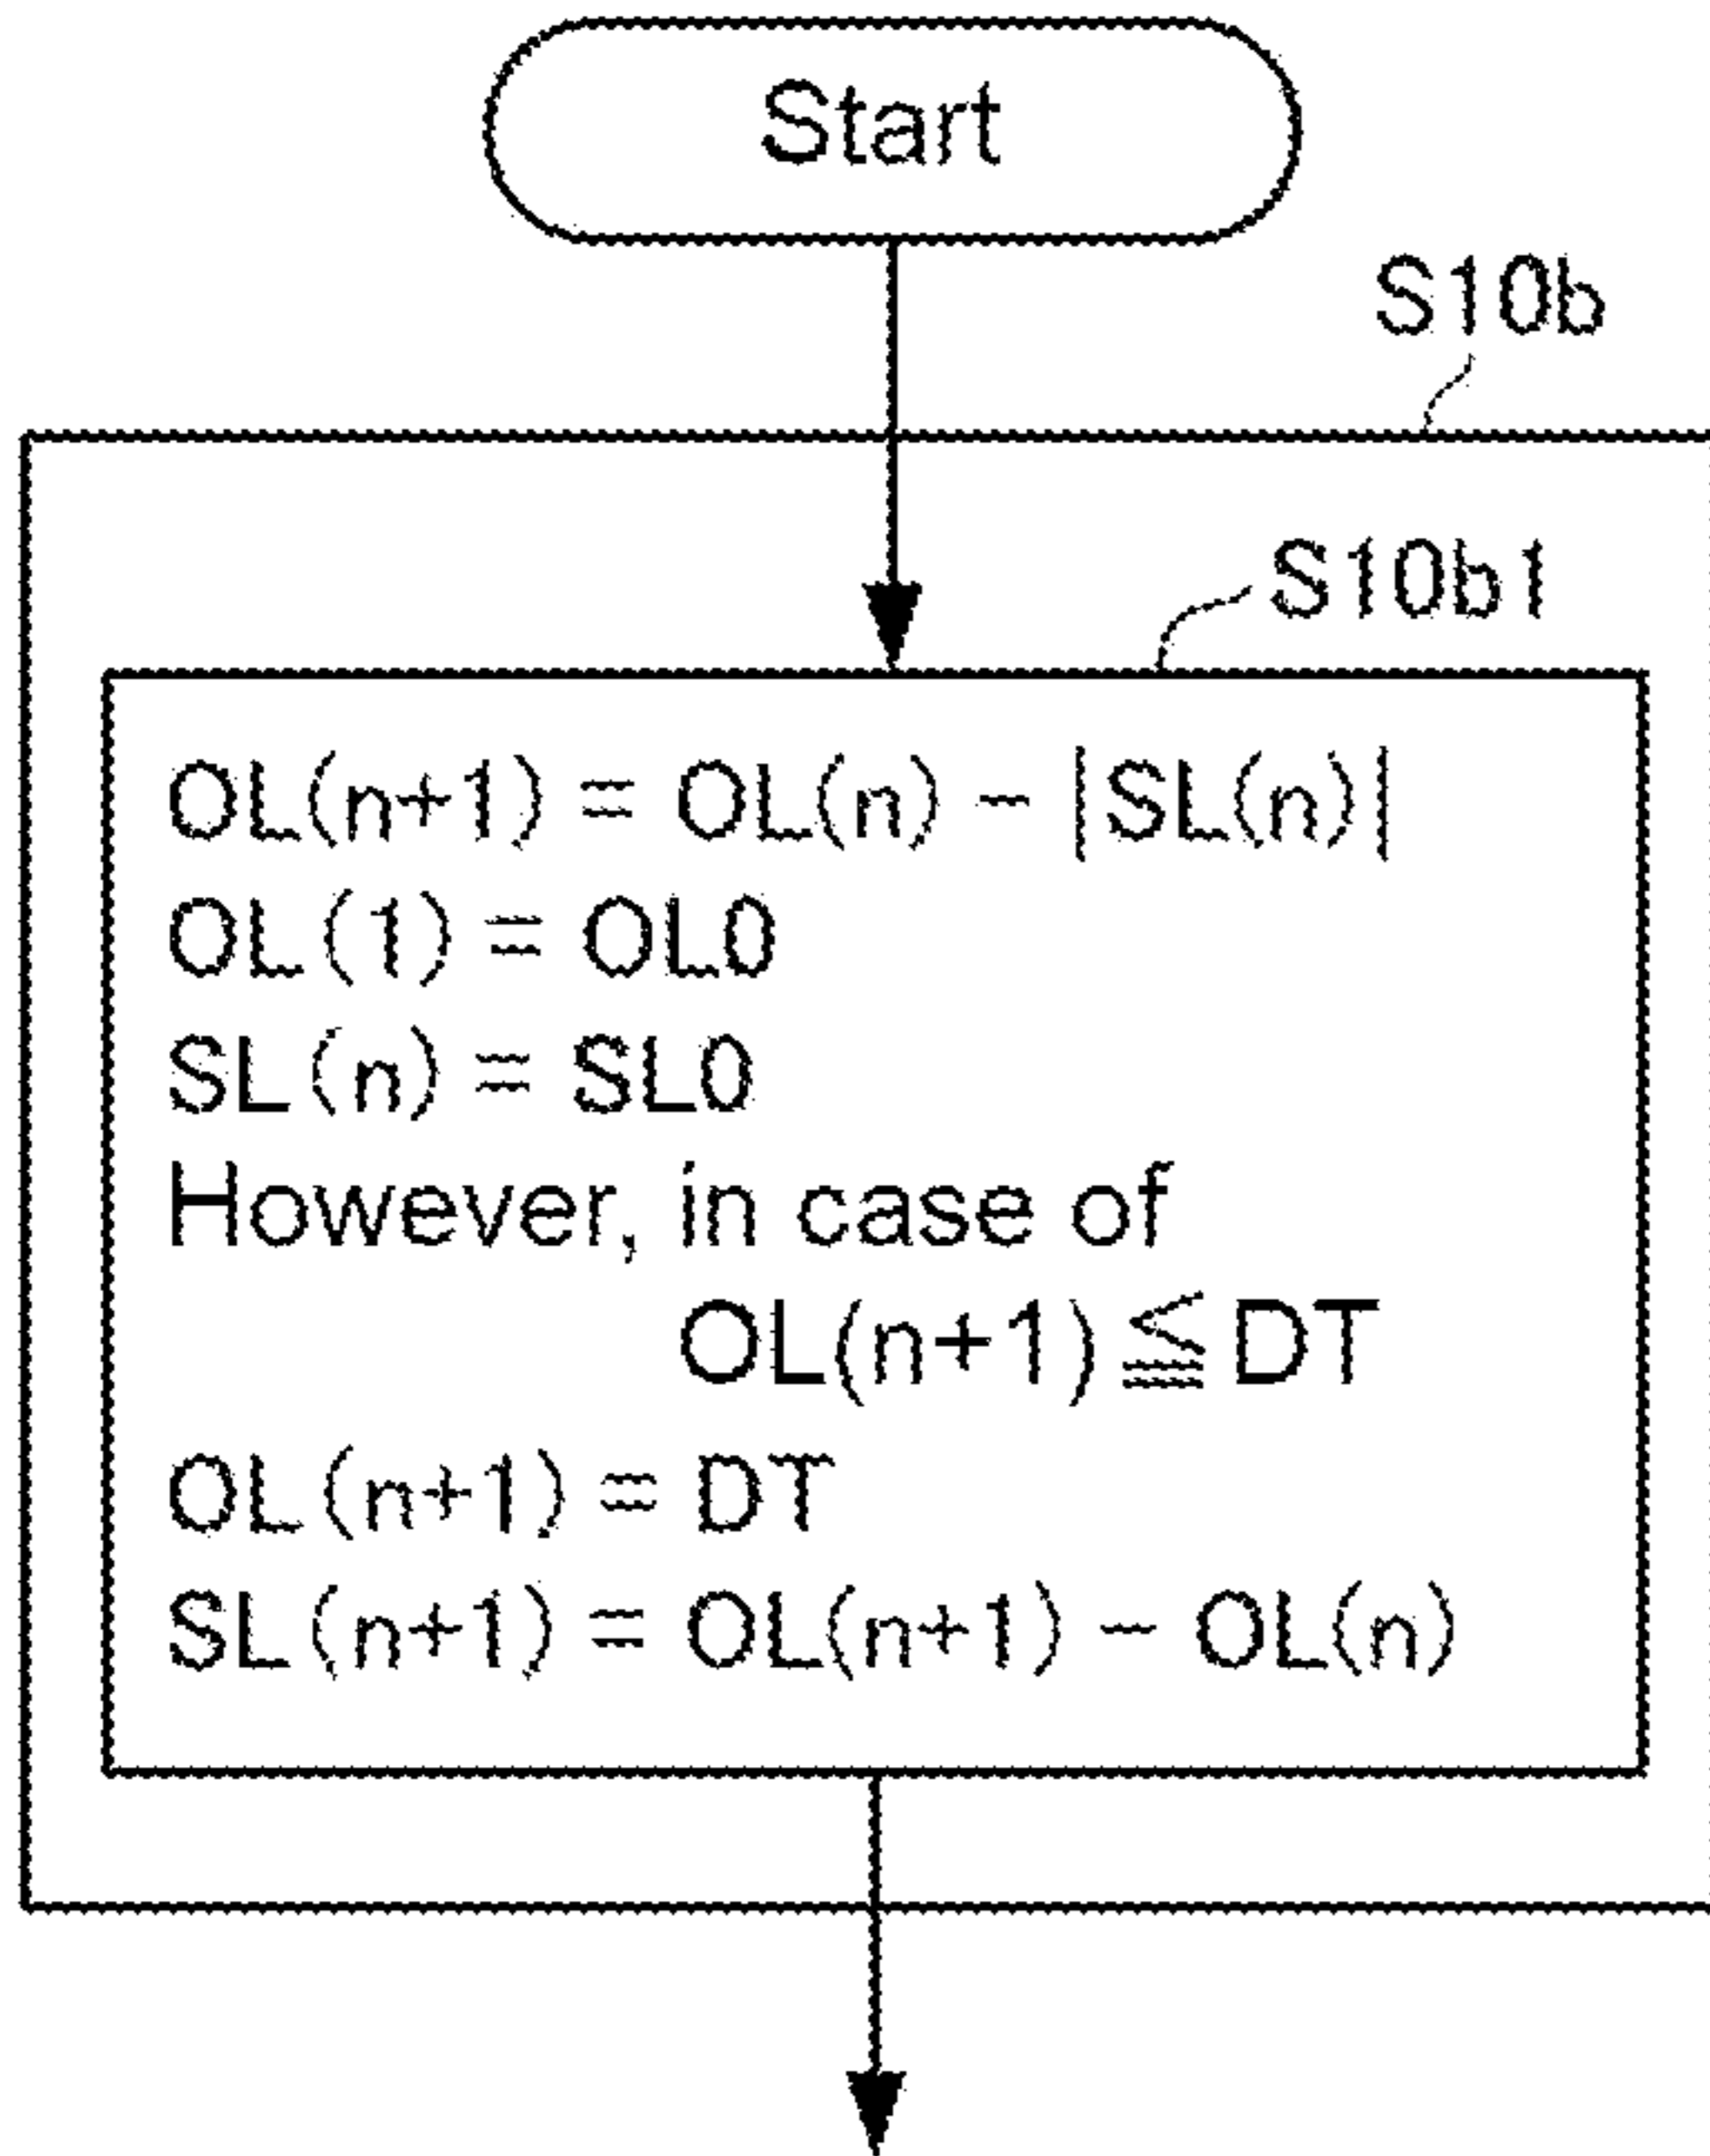 Start
S10b
S10b1
OL(n+1) = OL(n) - |SL(n)|
OL(1) = OL0
SL(n) = SL0
However, in case of
OL(n+1) ≦ DT
OL(n+1) = DT
SL(n+1) = OL(n+1) - OL(n)